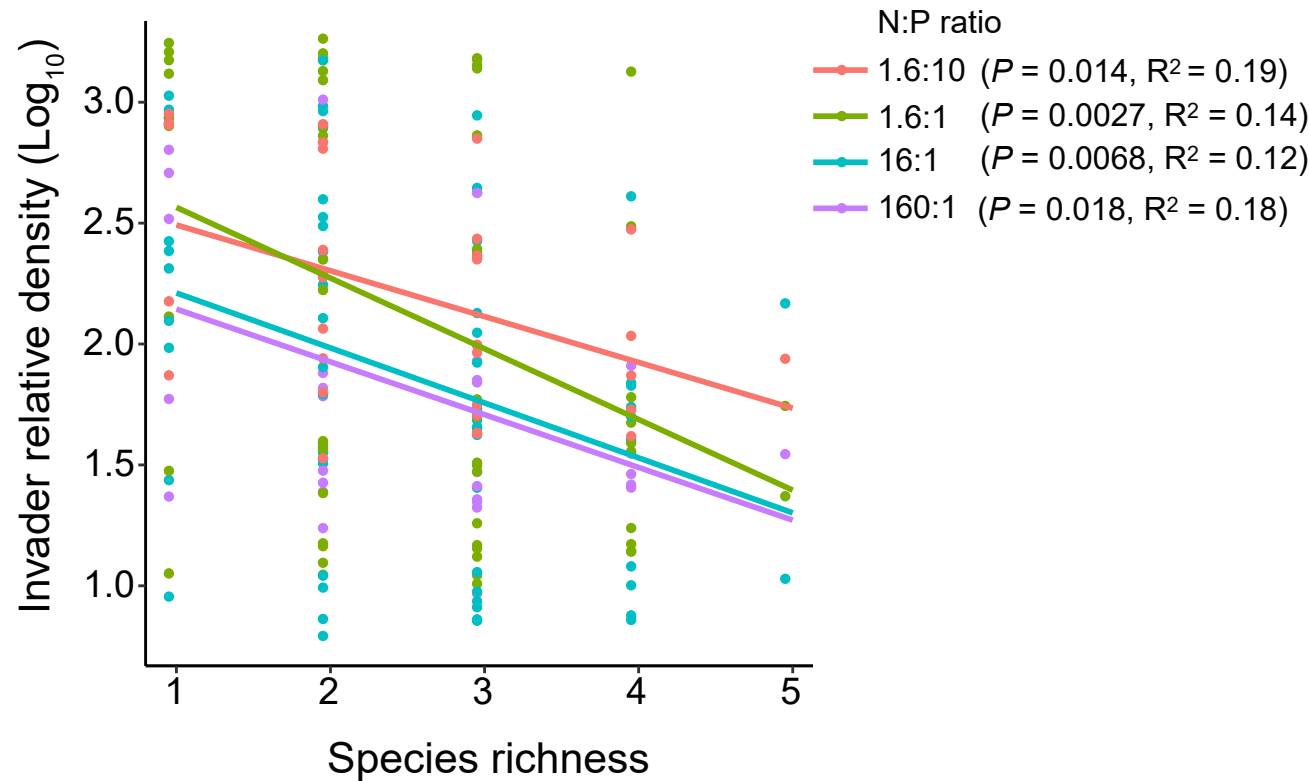 N:P ratio
1.6:10 (P = 0.014, R² = 0.19)
1.6:1 (P = 0.0027, R² = 0.14)
16:1 (P = 0.0068, R² = 0.12)
160:1 (P = 0.018, R² = 0.18)
Invader relative density (Log₁₀)
3.0
2.5
2.0
1.5
1.0
1 2 3 4 5
Species richness